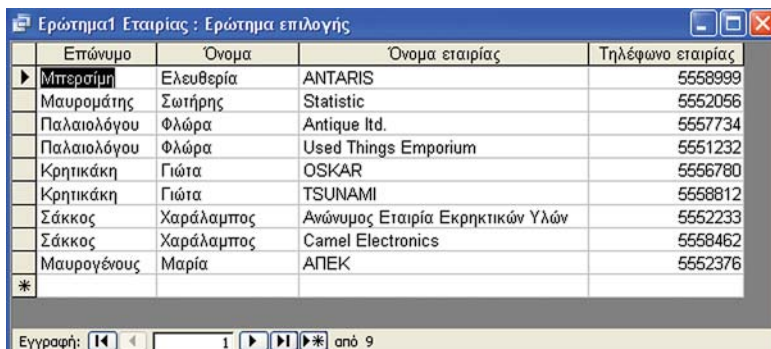 Ερώτημα1 Εταιρίας : Ερώτημα επιλογής
Επώνυμο Όνομα Όνομα εταιρίας Τηλέφωνο εταιρίας
Μπερσίμη Ελευθερία ANTARIS 5558999
Μαυρομάτης Σωτήρης Statistic 5552056
Παλαιολόγου Φλώρα Antique ltd. 5557734
Παλαιολόγου Φλώρα Used Things Emporium 5551232
Κρητικάκη Γιώτα OSKAR 5556780
Κρητικάκη Γιώτα TSUNAMI 5558812
Σάκκος Χαράλαμπος Ανώνυμος Εταιρία Εκρηκτικών Υλών 5552233
Σάκκος Χαράλαμπος Camel Electronics 5558462
Μαυρογένους Μαρία ΑΠΕΚ 5552376
Εγγραφή: 1 από 9